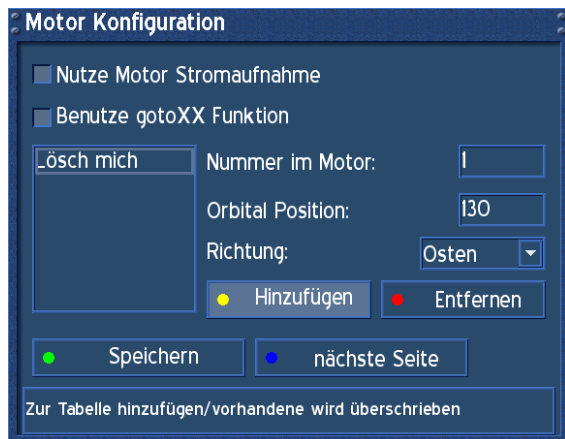 Motor Konfiguration
Nutze Motor Stromaufnahme
Benutze gotoXX Funktion
Lösch mich
Nummer im Motor: 1
Orbital Position: 130
Richtung: Osten
Hinzufügen Entfernen
Speichern nächste Seite
Zur Tabelle hinzufügen/vorhandene wird überschrieben